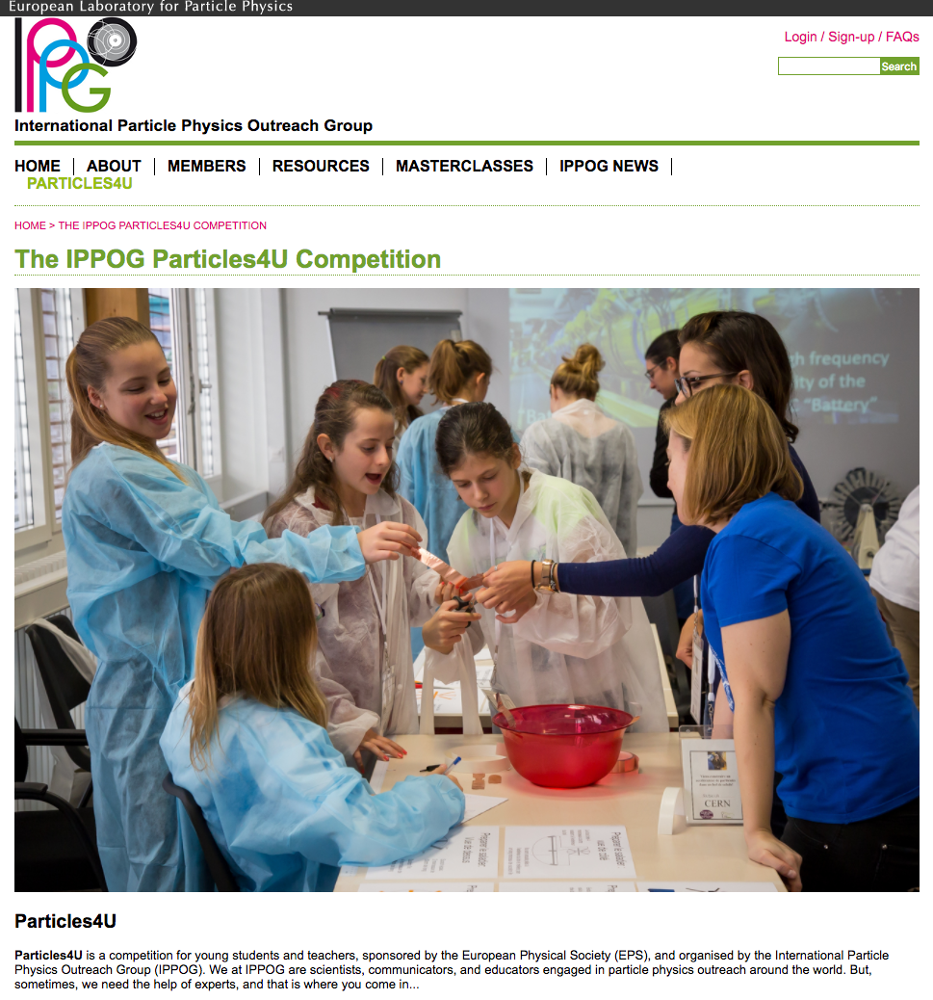 European Laboratory for Particle Physics
IPPOG
Login / Sign-up / FAQs
Search
International Particle Physics Outreach Group
HOME | ABOUT | MEMBERS | RESOURCES | MASTERCLASSES | IPPOG NEWS |
PARTICLES4U
HOME > THE IPPOG PARTICLES4U COMPETITION
The IPPOG Particles4U Competition
frequency
ity of the
"Battery"
CERN
Particles4U
Particles4U is a competition for young students and teachers, sponsored by the European Physical Society (EPS), and organised by the International Particle
Physics Outreach Group (IPPOG). We at IPPOG are scientists, communicators, and educators engaged in particle physics outreach around the world. But,
sometimes, we need the help of experts, and that is where you come in...